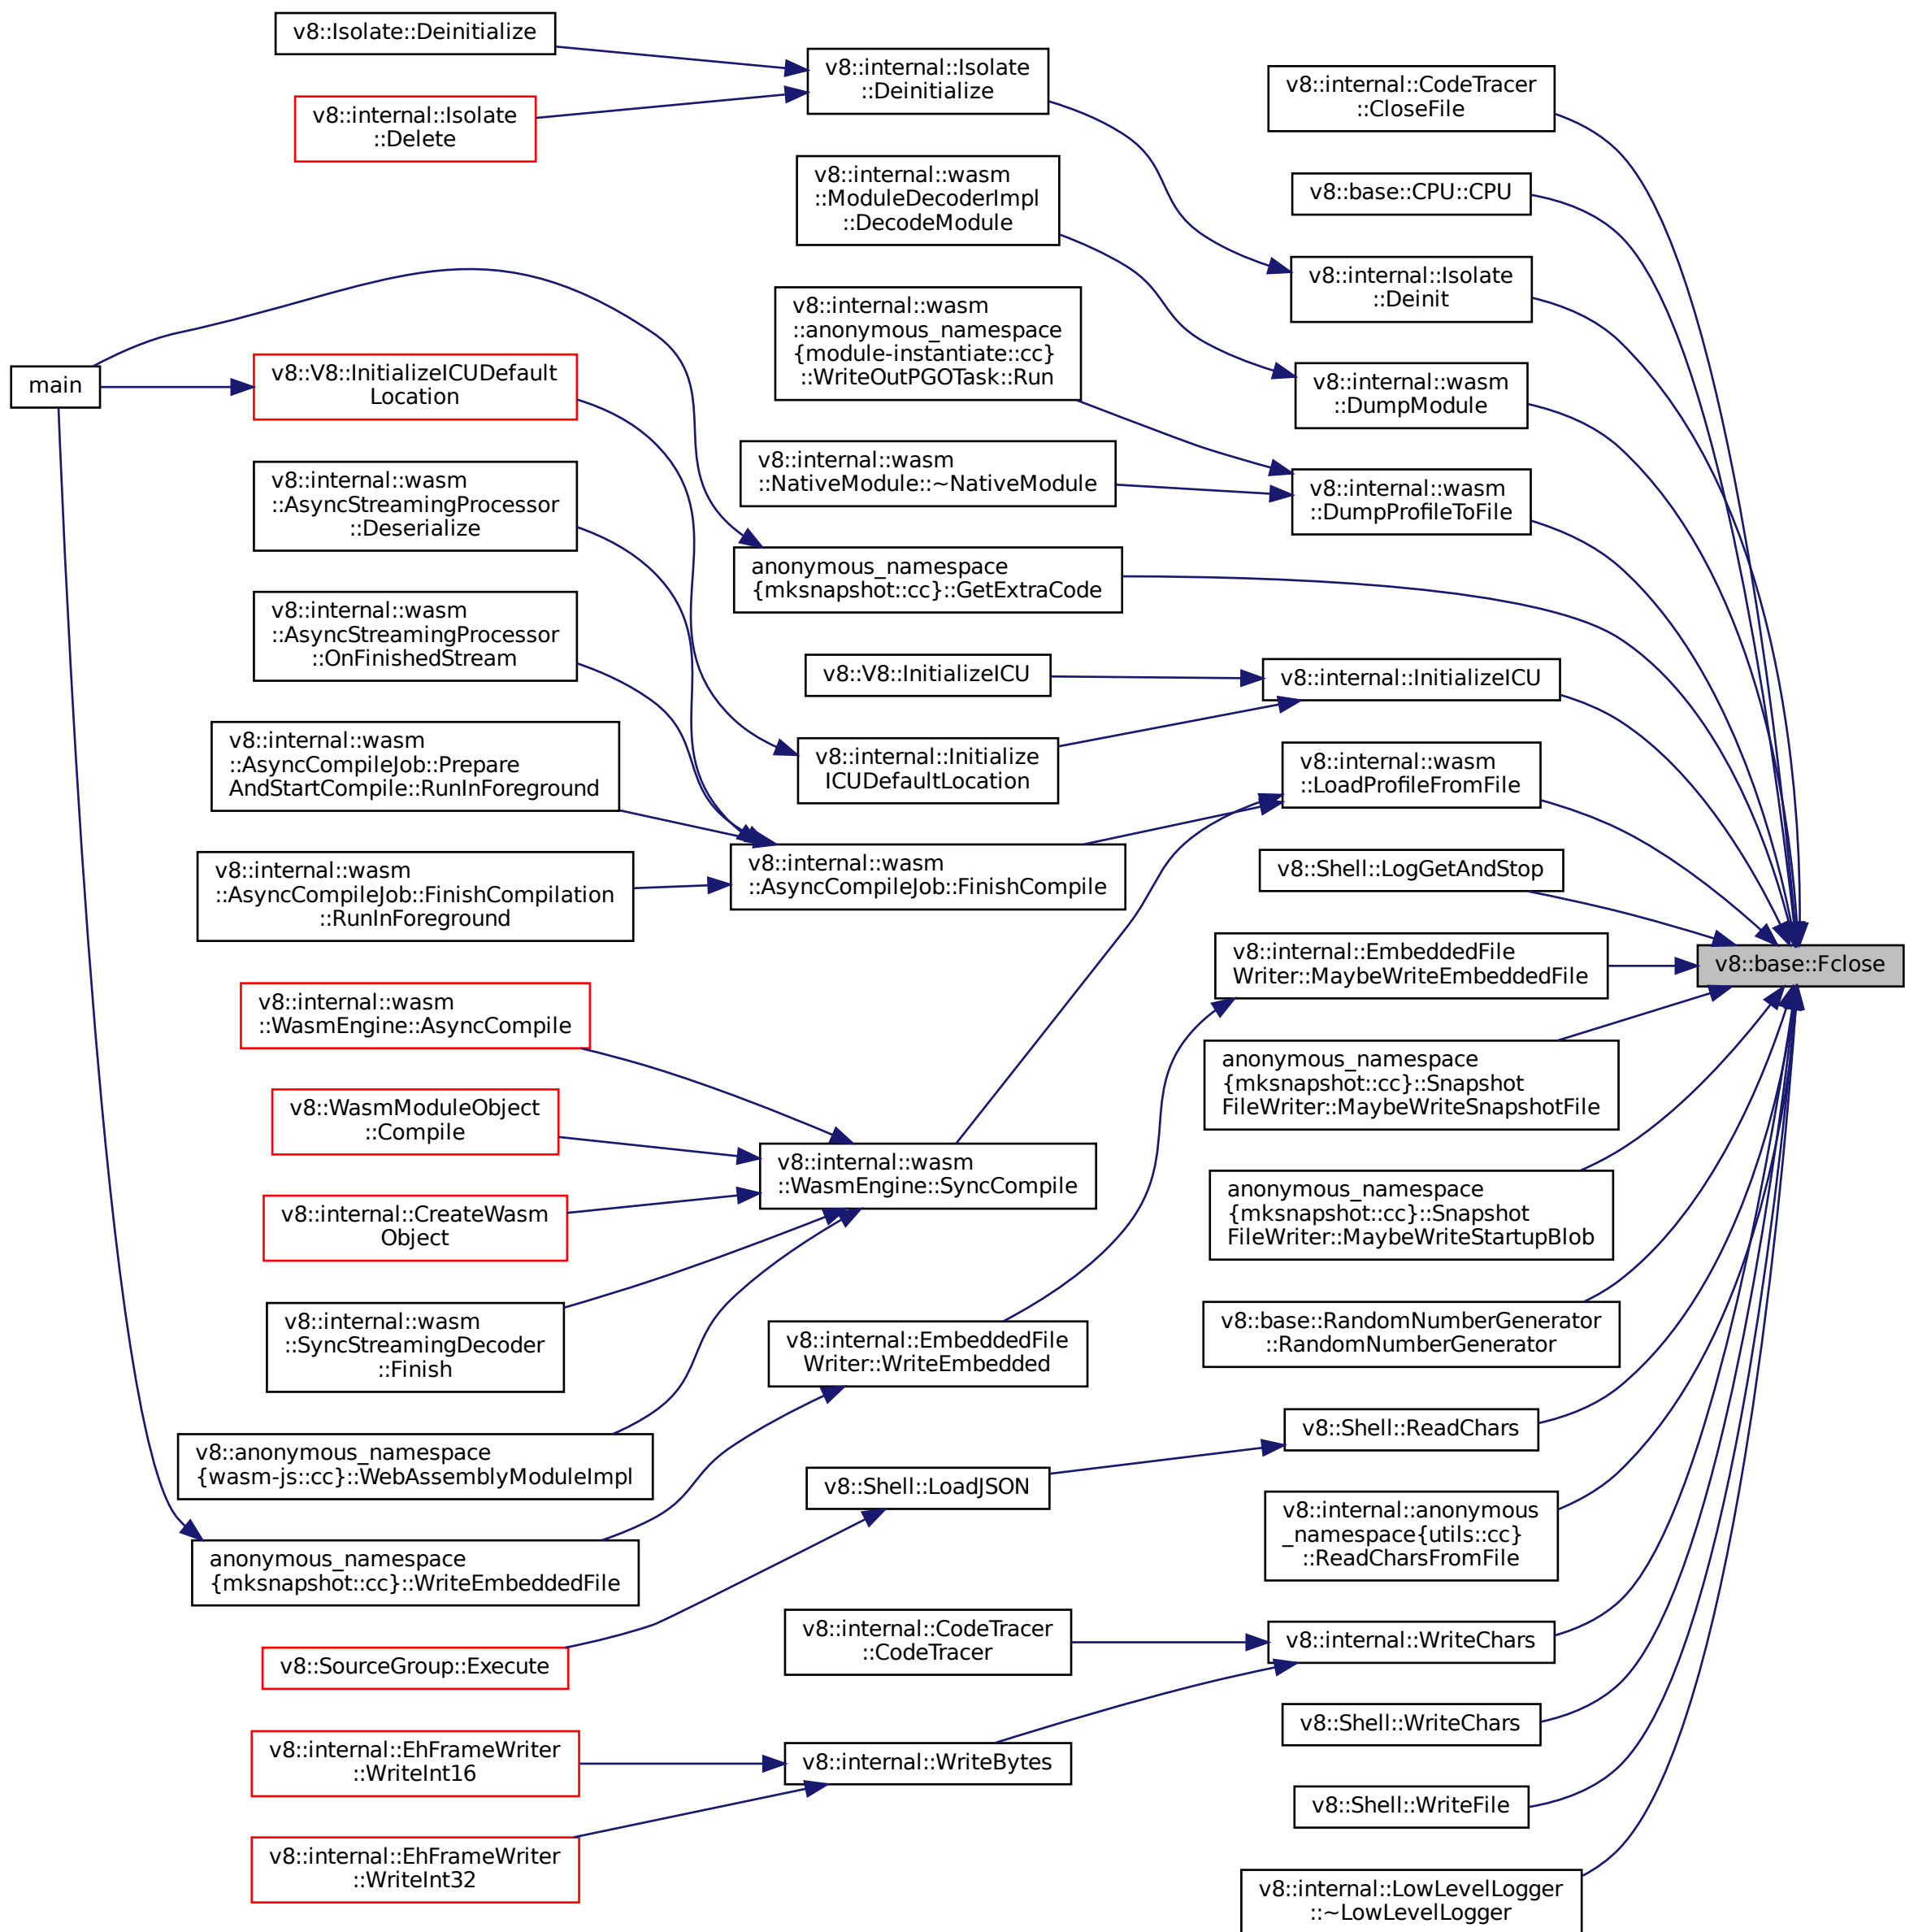 v8::Isolate::Deinitialize
v8::internal::Isolate
::Delete
main
v8::V8::InitializeICUDefault
Location
v8::internal::wasm
::AsyncStreamingProcessor
::Deserialize
v8::internal::wasm
::AsyncStreamingProcessor
::OnFinishedStream
v8::internal::wasm
::AsyncCompileJob::Prepare
AndStartCompile::RunInForeground
v8::internal::wasm
::AsyncCompileJob::FinishCompilation
::RunInForeground
v8::internal::wasm
::WasmEngine::AsyncCompile
v8::WasmModuleObject
::Compile
v8::internal::CreateWasm
Object
v8::internal::wasm
::SyncStreamingDecoder
::Finish
v8::anonymous_namespace
{wasm-js::cc}::WebAssemblyModuleImpl
anonymous_namespace
{mksnapshot::cc}::WriteEmbeddedFile
v8::SourceGroup::Execute
v8::internal::EhFrameWriter
::WriteInt16
v8::internal::EhFrameWriter
::WriteInt32
v8::internal::Isolate
::Deinitialize
v8::internal::wasm
::ModuleDecoderImpl
::DecodeModule
v8::internal::wasm
::anonymous_namespace
{module-instantiate::cc}
::WriteOutPGOTask::Run
v8::internal::wasm
::NativeModule::~NativeModule
anonymous_namespace
{mksnapshot::cc}::GetExtraCode
v8::V8::InitializeICU
v8::internal::Initialize
ICUDefaultLocation
v8::internal::wasm
::AsyncCompileJob::FinishCompile
v8::internal::wasm
::WasmEngine::SyncCompile
v8::internal::EmbeddedFile
Writer::WriteEmbedded
v8::Shell::LoadJSON
v8::internal::CodeTracer
::CodeTracer
v8::internal::WriteBytes
v8::internal::CodeTracer
::CloseFile
v8::base::CPU::CPU
v8::internal::Isolate
::Deinit
v8::internal::wasm
::DumpModule
v8::internal::wasm
::DumpProfileToFile
v8::internal::InitializeICU
v8::internal::wasm
::LoadProfileFromFile
v8::Shell::LogGetAndStop
v8::internal::EmbeddedFile
Writer::MaybeWriteEmbeddedFile
anonymous_namespace
{mksnapshot::cc}::Snapshot
FileWriter::MaybeWriteSnapshotFile
anonymous_namespace
{mksnapshot::cc}::Snapshot
FileWriter::MaybeWriteStartupBlob
v8::base::RandomNumberGenerator
::RandomNumberGenerator
v8::Shell::ReadChars
v8::internal::anonymous
_namespace{utils::cc}
::ReadCharsFromFile
v8::internal::WriteChars
v8::Shell::WriteChars
v8::Shell::WriteFile
v8::internal::LowLevelLogger
::~LowLevelLogger
v8::base::Fclose